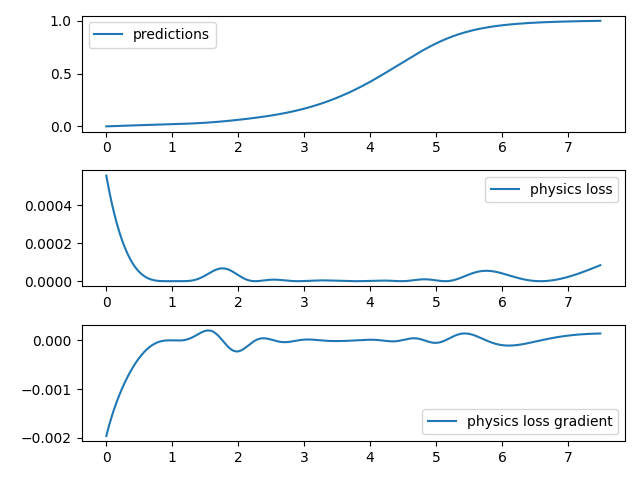 1.0
0.5
0.0
predictions
0 1 2 3 4 5 6 7
0.0004
0.0002
0.0000
physics loss
0 1 2 3 4 5 6 7
0.000
−0.001
−0.002
physics loss gradient
0 1 2 3 4 5 6 7